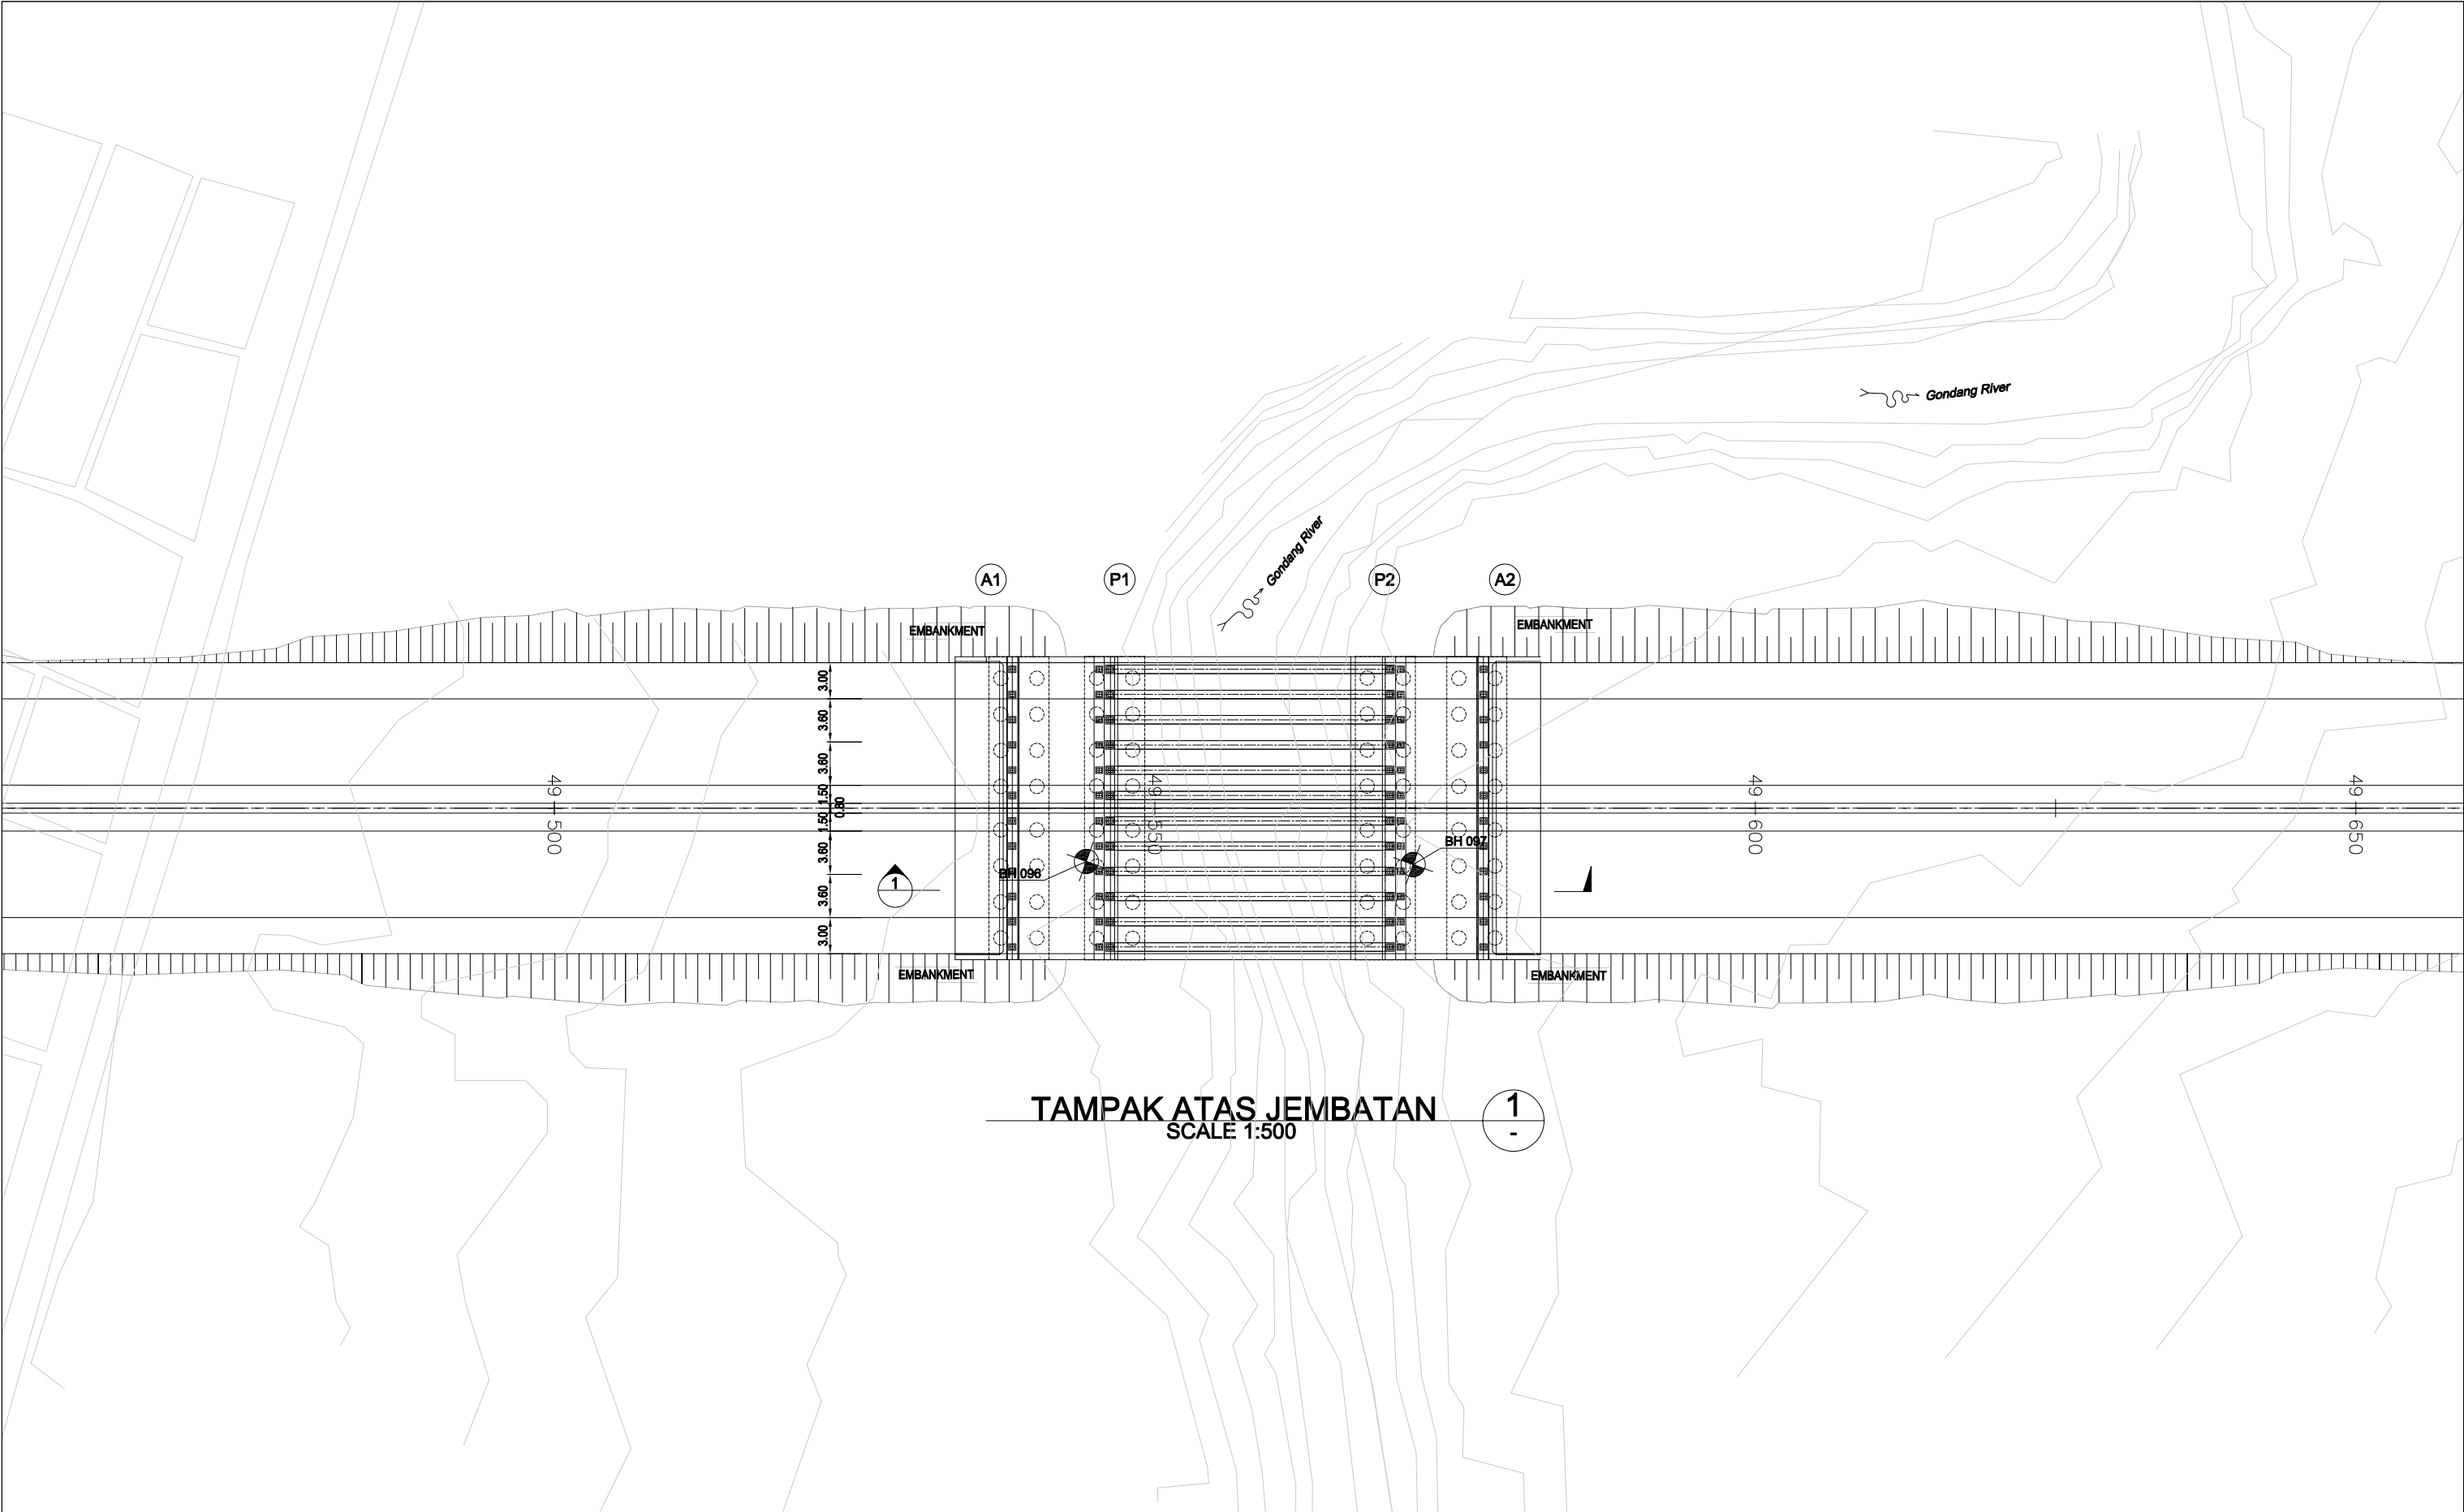 Gondang River
Gondang River
A1
P1
P2
A2
EMBANKMENT
EMBANKMENT
3.00
3.60
3.60
1.50
0.80
1.50
3.60
3.60
3.00
49+500
49+550
49+600
49+650
BH 096
BH 097
1
EMBANKMENT
EMBANKMENT
TAMPAK ATAS JEMBATAN
SCALE 1:500
1
-